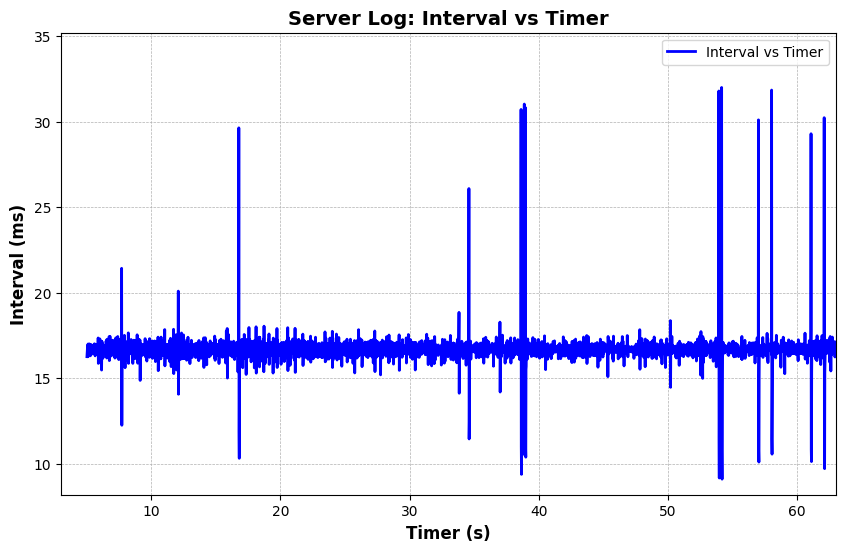 Server Log: Interval vs Timer
Interval vs Timer
35
30
25
20
15
10
Interval (ms)
10 20 30 40 50 60
Timer (s)